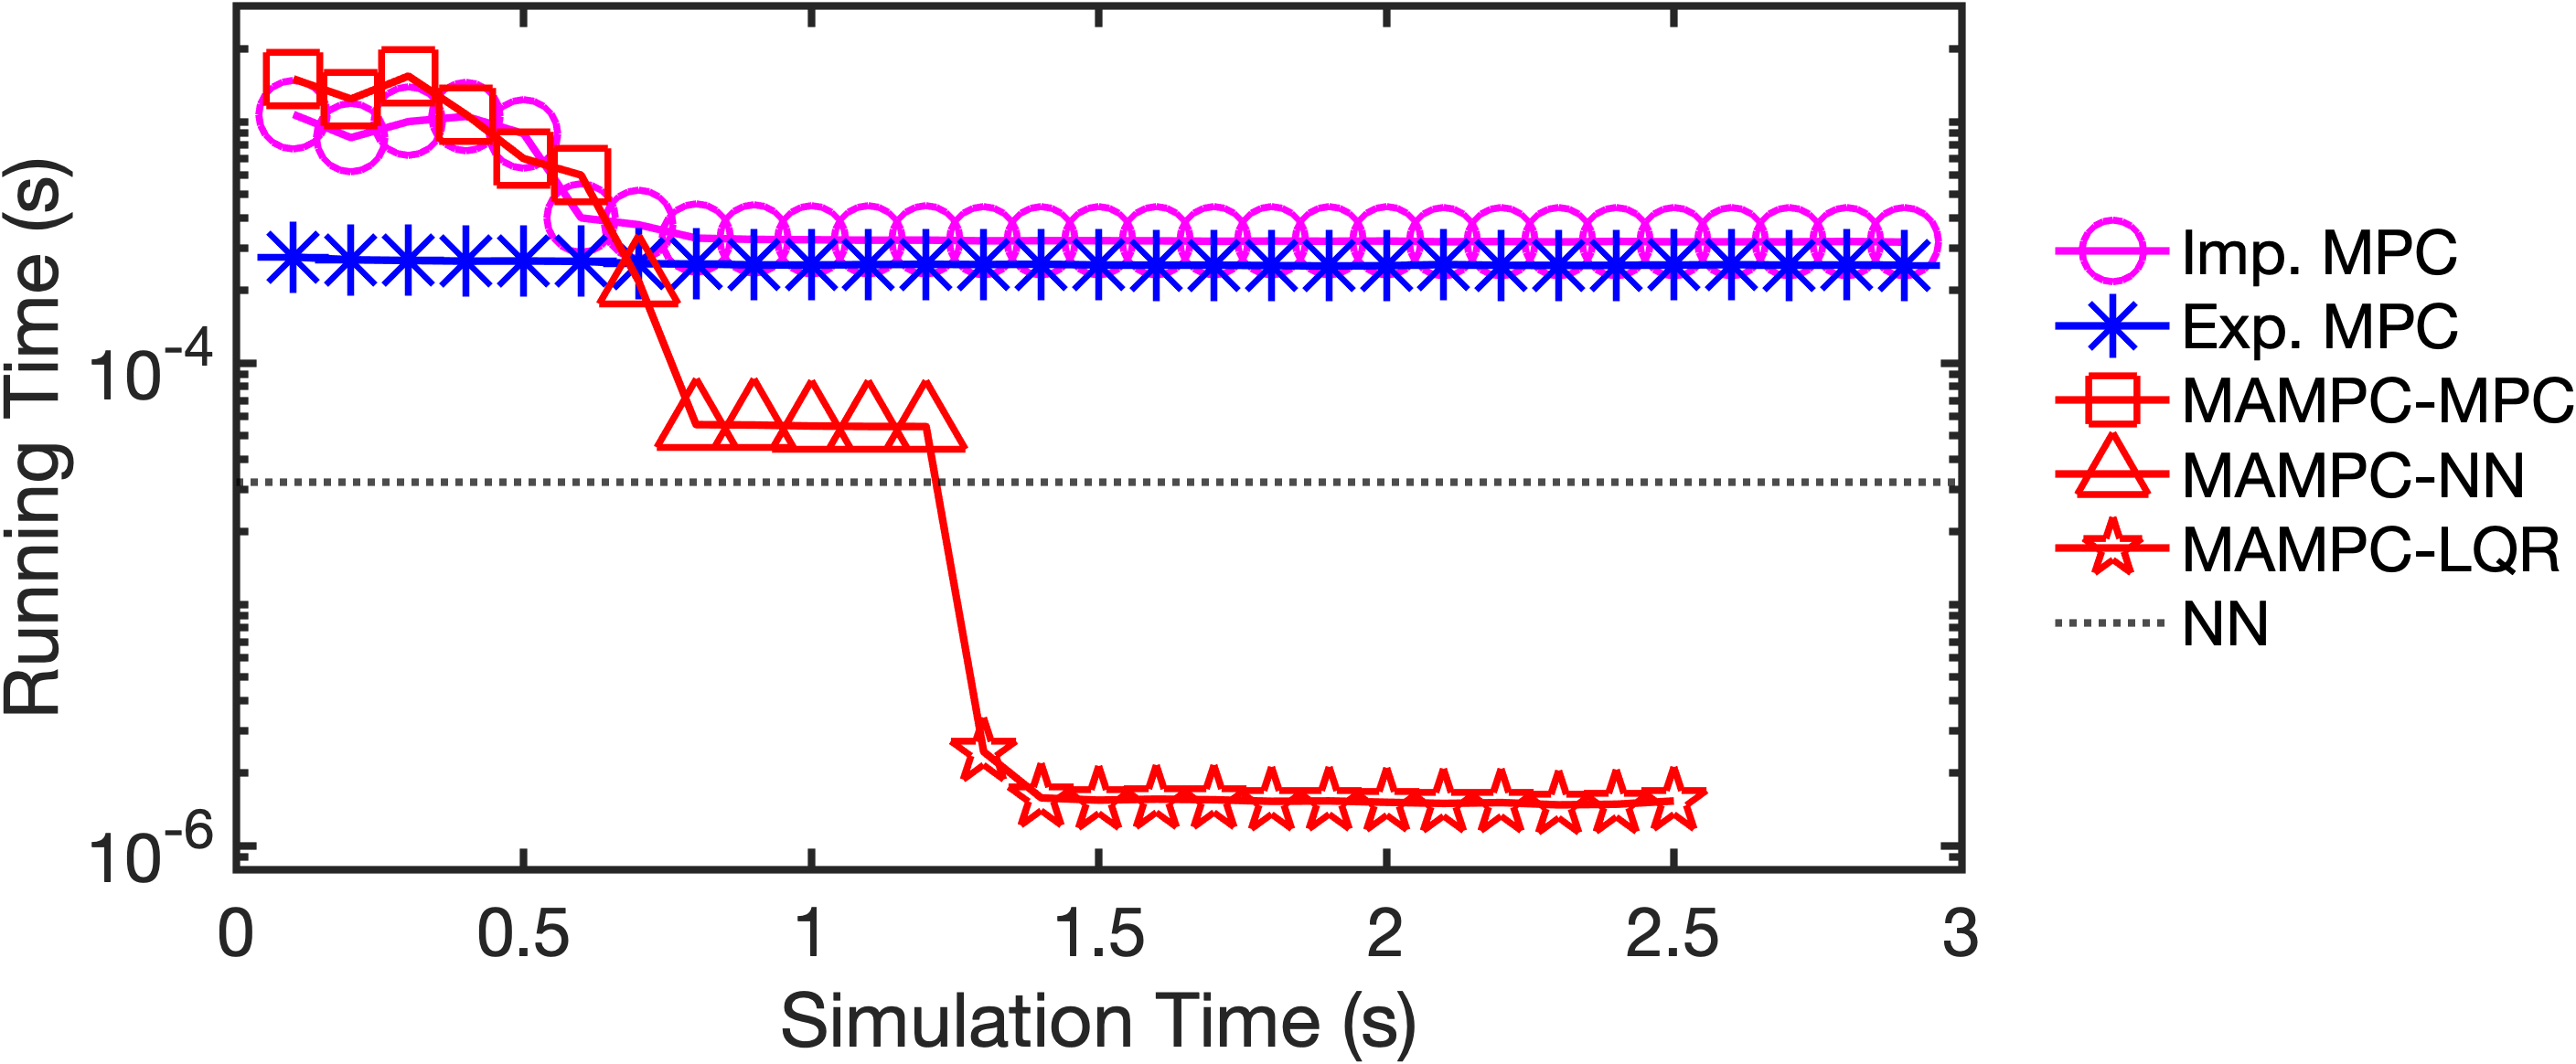 Running Time (s)
10-4
10-6
0 0.5 1 1.5 2 2.5 3
Simulation Time (s)
Imp. MPC
Exp. MPC
MAMPC-MPC
MAMPC-NN
MAMPC-LQR
NN